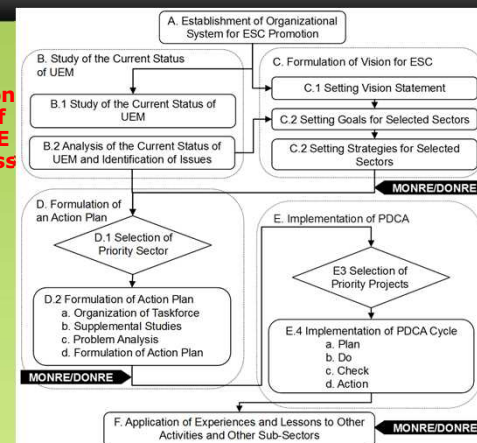 A. Establishment of Organizational
System for ESC Promotion
B. Study of the Current Status
of UEM
B.1 Study of the Current Status of
UEM
B.2 Analysis of the Current Status of
UEM and Identification of Issues
C. Formulation of Vision for ESC
C.1 Setting Vision Statement
C.2 Setting Goals for Selected Sectors
C.2 Setting Strategies for Selected
Sectors
MONRE/DONRE
D. Formulation of
an Action Plan
D.1 Selection of
Priority Sector
D.2 Formulation of Action Plan
a. Organization of Taskforce
b. Supplemental Studies
c. Problem Analysis
d. Formulation of Action Plan
MONRE/DONRE
E. Implementation of PDCA
E3 Selection of
Priority Projects
E.4 Implementation of PDCA Cycle
a. Plan
b. Do
c. Check
d. Action
F. Application of Experiences and Lessons to Other
Activities and Other Sub-Sectors
MONRE/DONRE